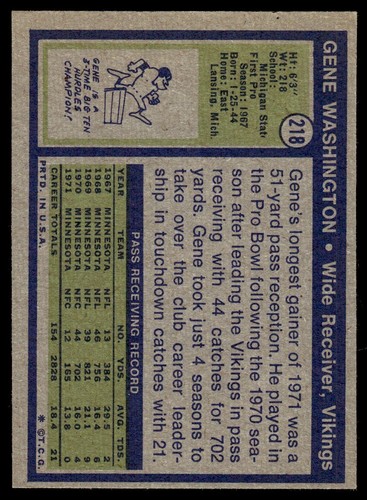 GENE WASHINGTON • Wide Receiver, Vikings
218
Ht: 6'3"
Wt: 218
School:
Michigan State
First Pro
Season: 1967
Born: 1-25-44
Home: East
Lansing, Mich.
GENE IS A
3-TIME BIG TEN
HURDLES
CHAMPION!
Gene's longest gainer of 1971 was a
51-yard pass reception. He played in
the Pro Bowl following the 1970 sea-
son after leading the Vikings in pass
receiving with 44 catches for 702
yards. Gene took just 4 seasons to
take over the club career leader-
ship in touchdown catches with 21.
PASS RECEIVING RECORD
YEAR TEAM NO. YDS. AVG. TDS.
1967 MINNESOTA NFL 13 384 29.5 2
1968 MINNESOTA NFL 46 756 16.4 6
1969 MINNESOTA NFL 39 821 21.1 9
1970 MINNESOTA NFC 44 702 16.0 4
1971 MINNESOTA NFC 12 165 13.8 0
CAREER TOTALS 154 2828 18.4 21
PRTD. IN U.S.A.
* ©T.C.G.